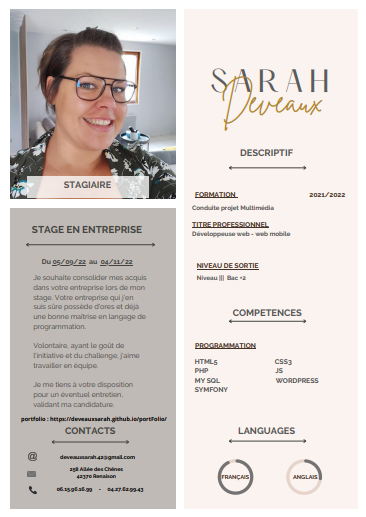 SARAH
Deveaux
STAGIAIRE
STAGE EN ENTREPRISE
Du 05/09/22 au 04/11/22
Je souhaite consolider mes acquis
dans votre entreprise lors de mon
stage. Votre entreprise qui j'en
suis sûre possède d'ores et déjà
une bonne maîtrise en langage de
programmation.
Volontaire, ayant le goût de
l'initiative et du challenge, j'aime
travailler en équipe.
Je me tiens à votre disposition
pour un éventuel entretien,
validant ma candidature.
portfolio : https://deveauxsarah.github.io/portFolio/
CONTACTS
deveauxsarah.42@gmail.com
258 Allée des Chênes
42370 Renaison
06.15.96.16.99 - 04.27.62.99.43
DESCRIPTIF
FORMATION 2021/2022
Conduite projet Multimédia
TITRE PROFESSIONNEL
Développeuse web - web mobile
NIVEAU DE SORTIE
Niveau ||| Bac +2
COMPETENCES
PROGRAMMATION
HTML5 CSS3
PHP JS
MY SQL WORDPRESS
SYMFONY
LANGUAGES
FRANÇAIS ANGLAIS